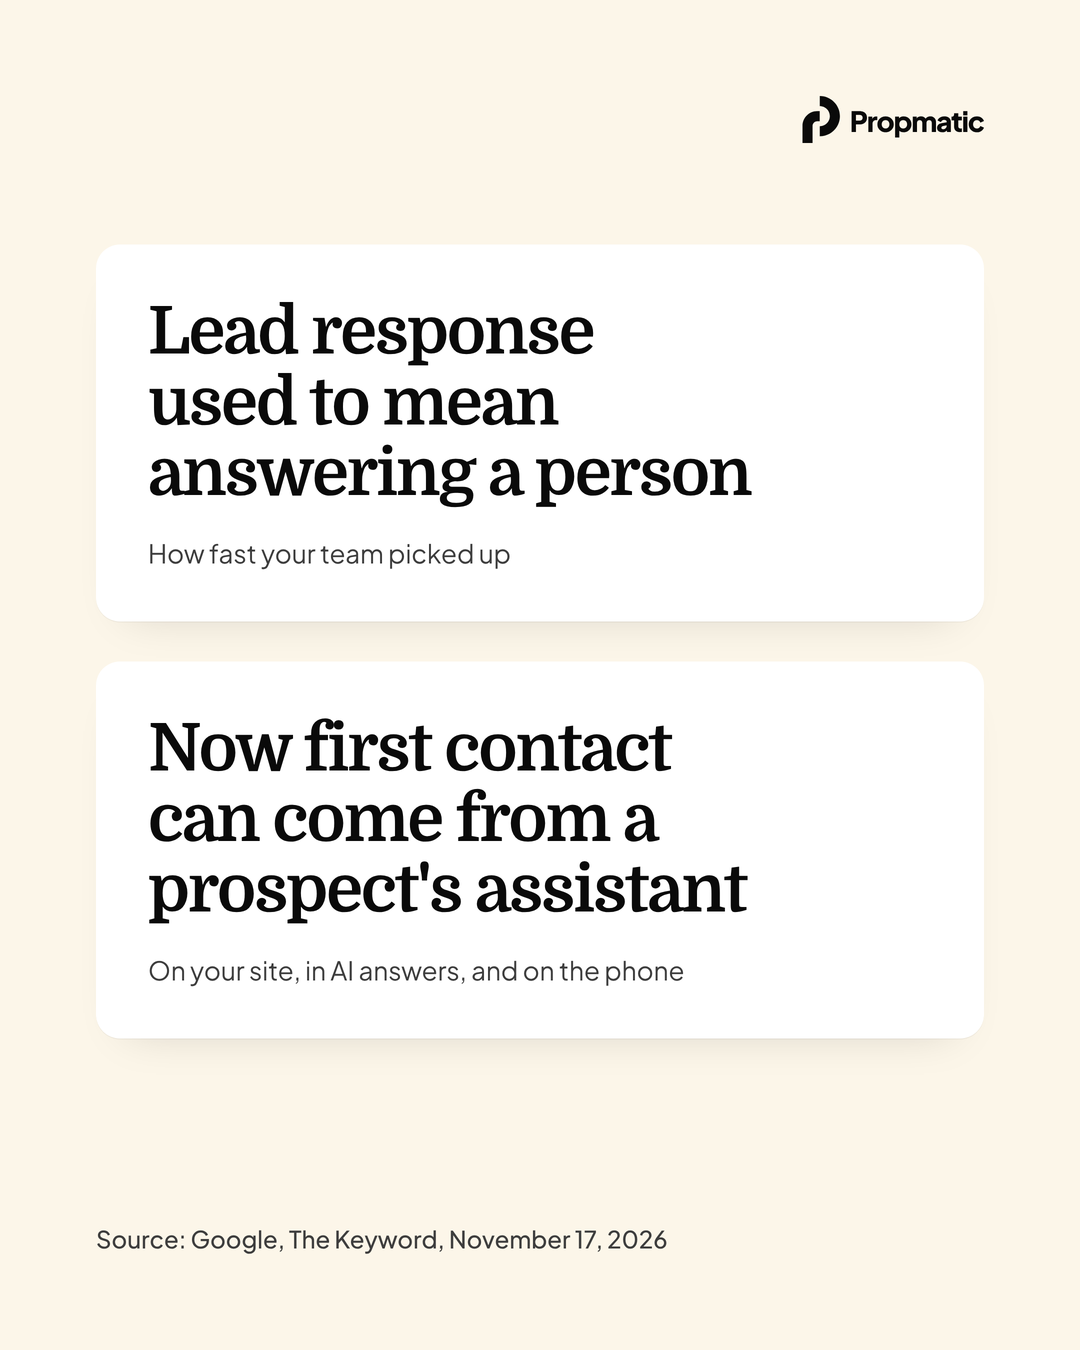 Propmatic
Lead response
used to mean
answering a person
How fast your team picked up
Now first contact
can come from a
prospect's assistant
On your site, in AI answers, and on the phone
Source: Google, The Keyword, November 17, 2026